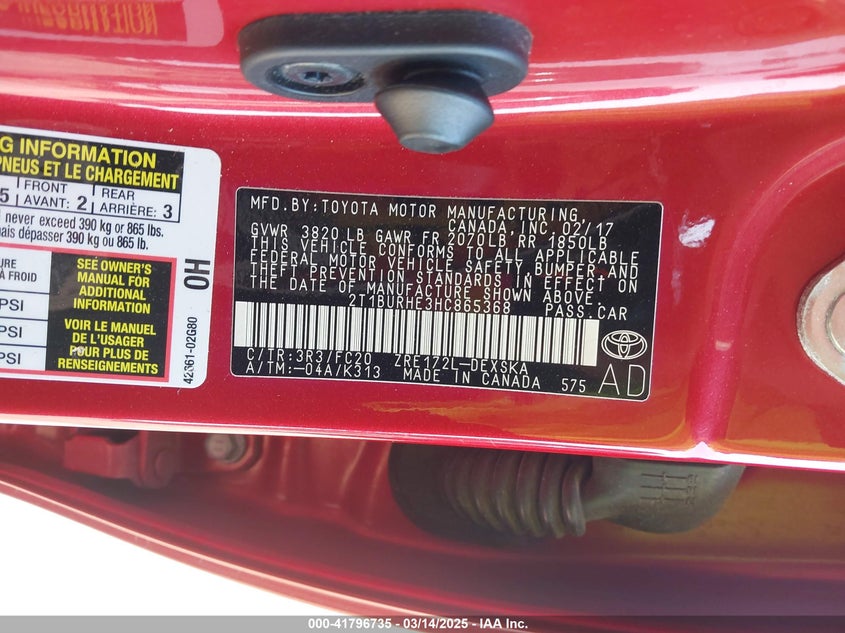 G INFORMATION
PNEUS ET LE CHARGEMENT
5 FRONT AVANT: 2 REAR ARRIÈRE: 3
never exceed 390 kg or 865 lbs.
dépasser 390 kg ou 865 lb.
À FROID
PSI
PSI
SEE OWNER'S
MANUAL FOR
ADDITIONAL
INFORMATION
VOIR LE MANUEL
DE L'USAGER
POUR PLUS DE
RENSEIGNEMENTS
42661-02G80 0H
MFD.BY:TOYOTA MOTOR MANUFACTURING,
CANADA, INC. 02/17
GVWR 3820 LB GAWR FR 2070LB RR 1850LB
THIS VEHICLE CONFORMS TO ALL APPLICABLE
FEDERAL MOTOR VEHICLE SAFETY, BUMPER AND
THEFT PREVENTION STANDARDS IN EFFECT ON
THE DATE OF MANUFACTURE SHOWN ABOVE.
2T1BURHE3HC865368 PASS.CAR
C/TR:3R3/FC20 ZRE172L-DEXSKA
A/TM:-04A/K313 MADE IN CANADA 575
AD
000-41796735 - 03/14/2025 - IAA, Inc.